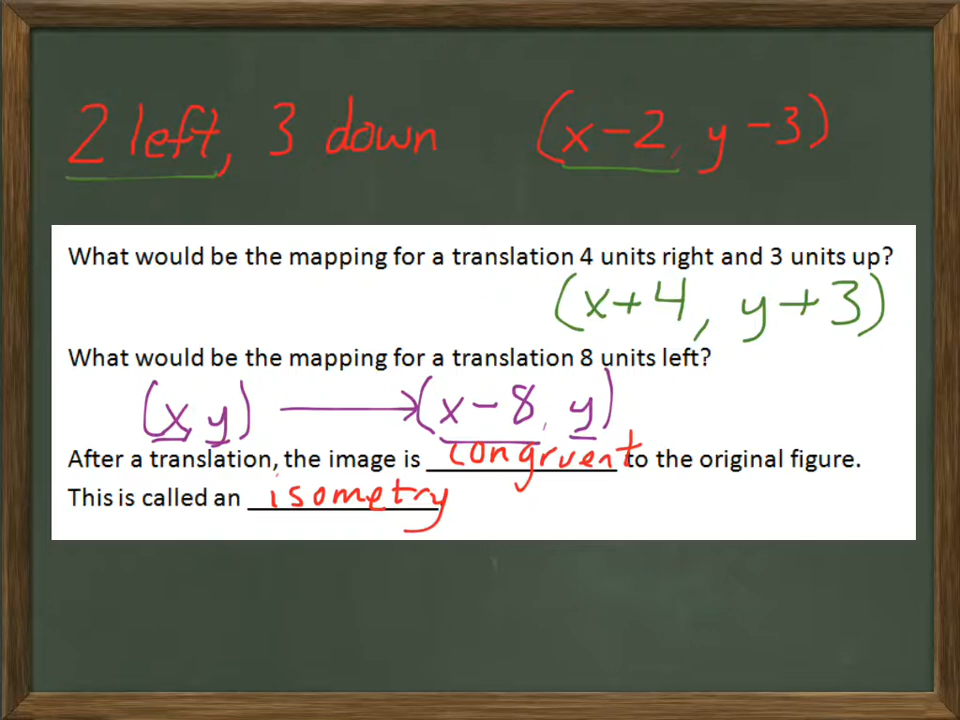 2 left, 3 down (x-2, y-3)
What would be the mapping for a translation 4 units right and 3 units up?
(x+4, y+3)
What would be the mapping for a translation 8 units left?
(x,y) → (x-8, y)
After a translation, the image is congruent to the original figure.
This is called an isometry